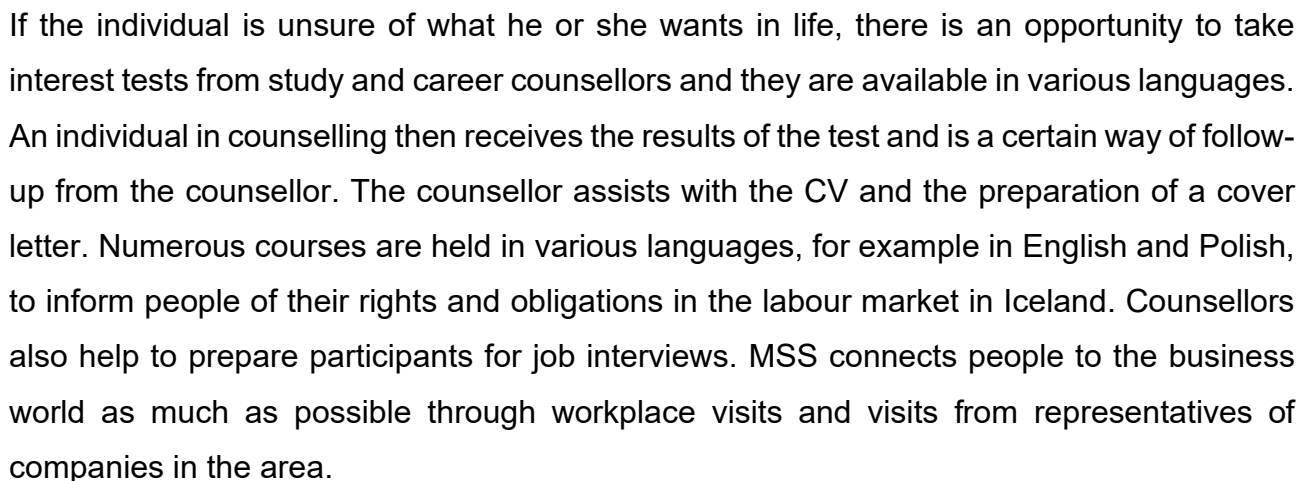 If the individual is unsure of what he or she wants in life, there is an opportunity to take
interest tests from study and career counsellors and they are available in various languages.
An individual in counselling then receives the results of the test and is a certain way of follow-
up from the counsellor. The counsellor assists with the CV and the preparation of a cover
letter. Numerous courses are held in various languages, for example in English and Polish,
to inform people of their rights and obligations in the labour market in Iceland. Counsellors
also help to prepare participants for job interviews. MSS connects people to the business
world as much as possible through workplace visits and visits from representatives of
companies in the area.